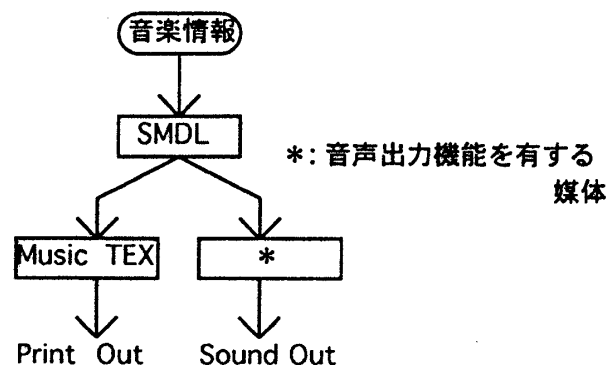 音楽情報
SMDL
*: 音声出力機能を有する
媒体
Music TEX
*
Print Out
Sound Out